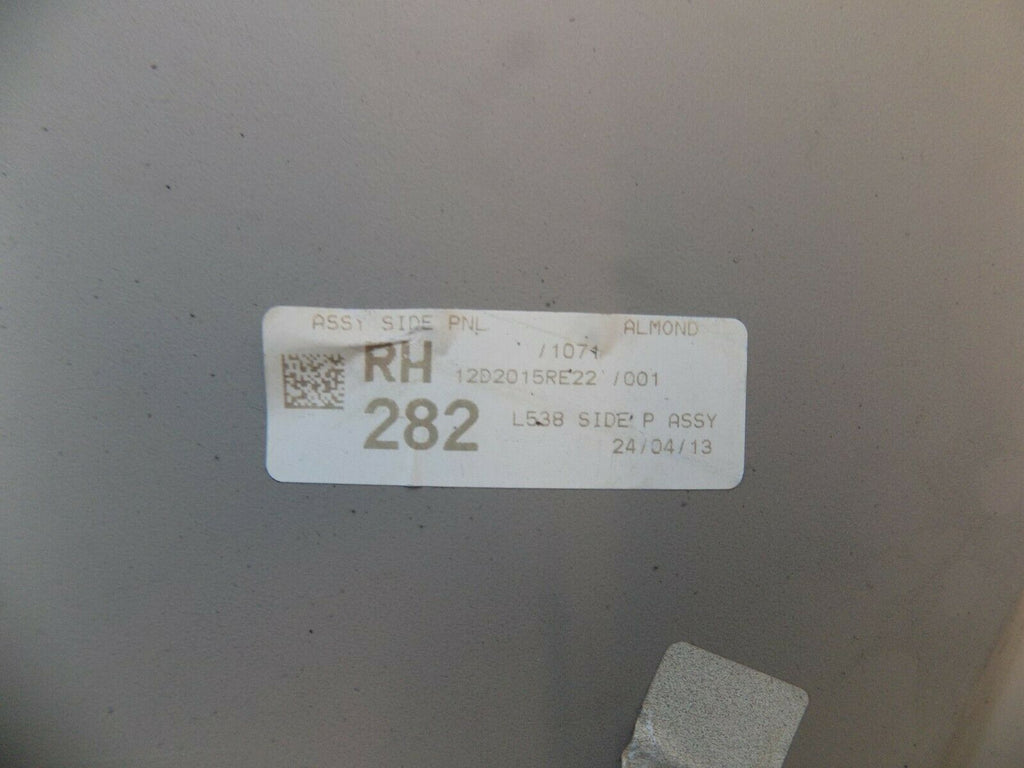 ASSY SIDE PNL ALMOND
RH /1071
12D2015RE22 /001
282 L538 SIDE P ASSY
24/04/13